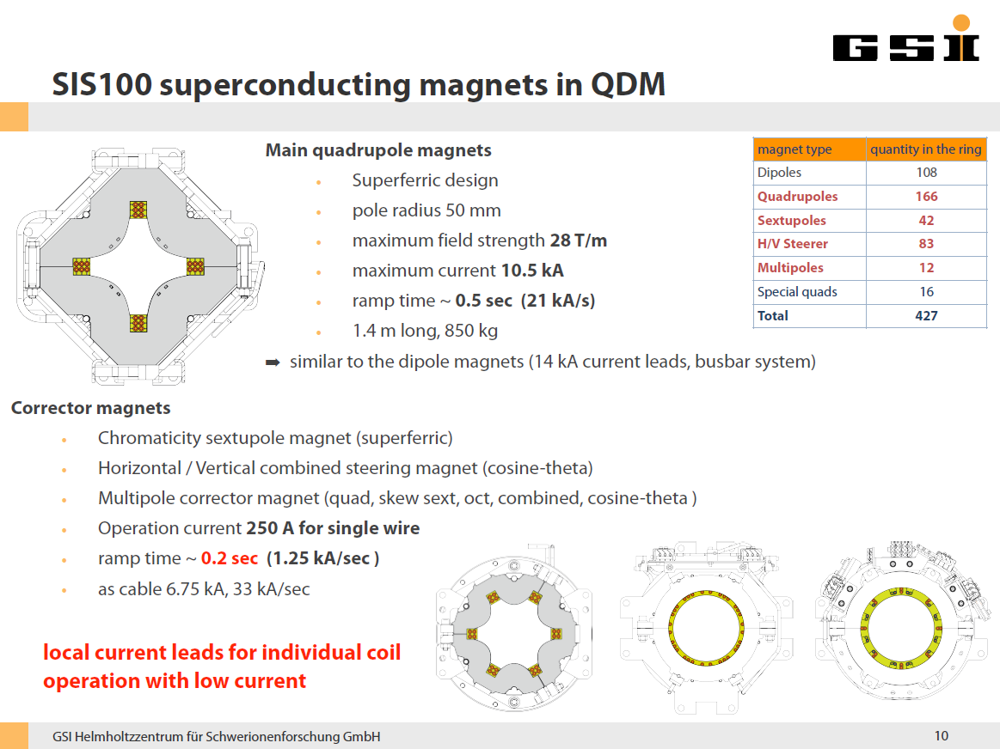 GSI
SIS100 superconducting magnets in QDM
Main quadrupole magnets
• Superferric design
• pole radius 50 mm
• maximum field strength 28 T/m
• maximum current 10.5 kA
• ramp time ~ 0.5 sec (21 kA/s)
• 1.4 m long, 850 kg
➡ similar to the dipole magnets (14 kA current leads, busbar system)
magnet type quantity in the ring
Dipoles 108
Quadrupoles 166
Sextupoles 42
H/V Steerer 83
Multipoles 12
Special quads 16
Total 427
Corrector magnets
• Chromaticity sextupole magnet (superferric)
• Horizontal / Vertical combined steering magnet (cosine-theta)
• Multipole corrector magnet (quad, skew sext, oct, combined, cosine-theta )
• Operation current 250 A for single wire
• ramp time ~ 0.2 sec (1.25 kA/sec )
• as cable 6.75 kA, 33 kA/sec
local current leads for individual coil
operation with low current
GSI Helmholtzzentrum für Schwerionenforschung GmbH
10